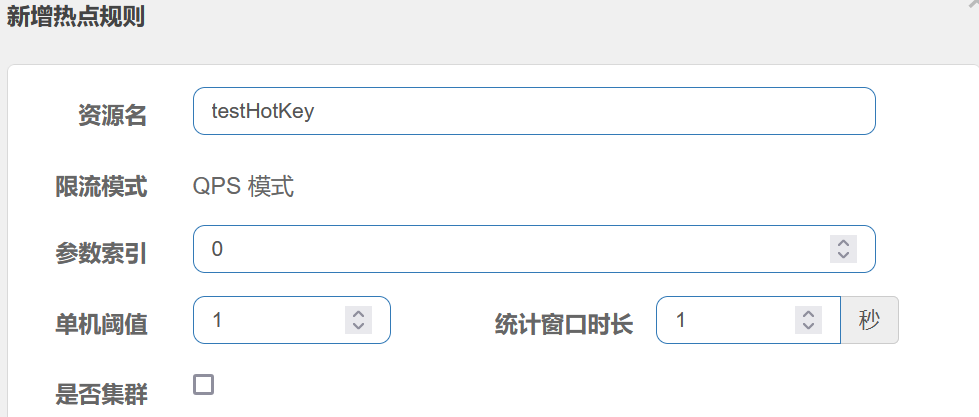 新增热点规则
资源名 testHotKey
限流模式 QPS 模式
参数索引 0
单机阈值 1 统计窗口时长 1 秒
是否集群